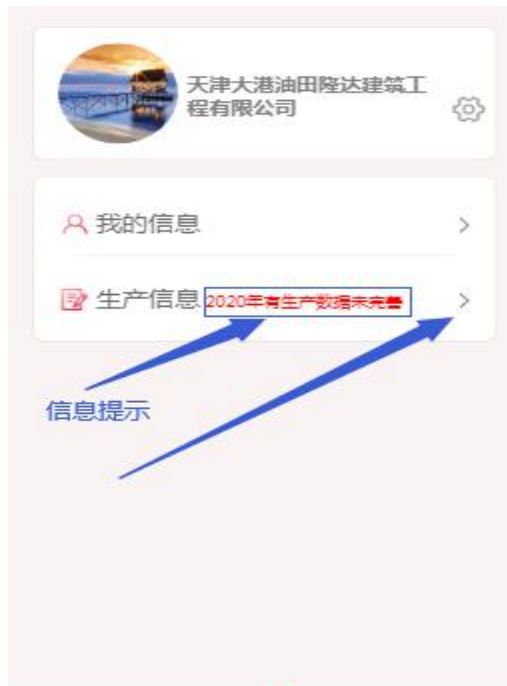 天津大港油田隆达建筑工
程有限公司
我的信息
生产信息 2020年有生产数据未完善
信息提示